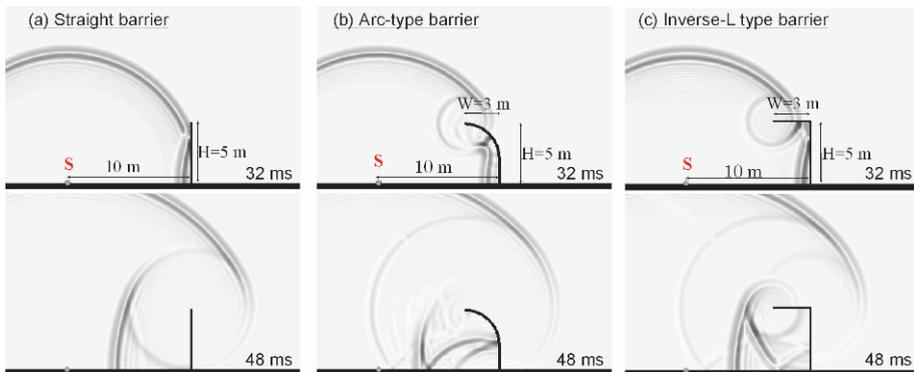 (a) Straight barrier
S
10 m
H=5 m
32 ms
(b) Arc-type barrier
W=3 m
S
10 m
H=5 m
32 ms
(c) Inverse-L type barrier
W=3 m
S
10 m
H=5 m
32 ms
48 ms
48 ms
48 ms